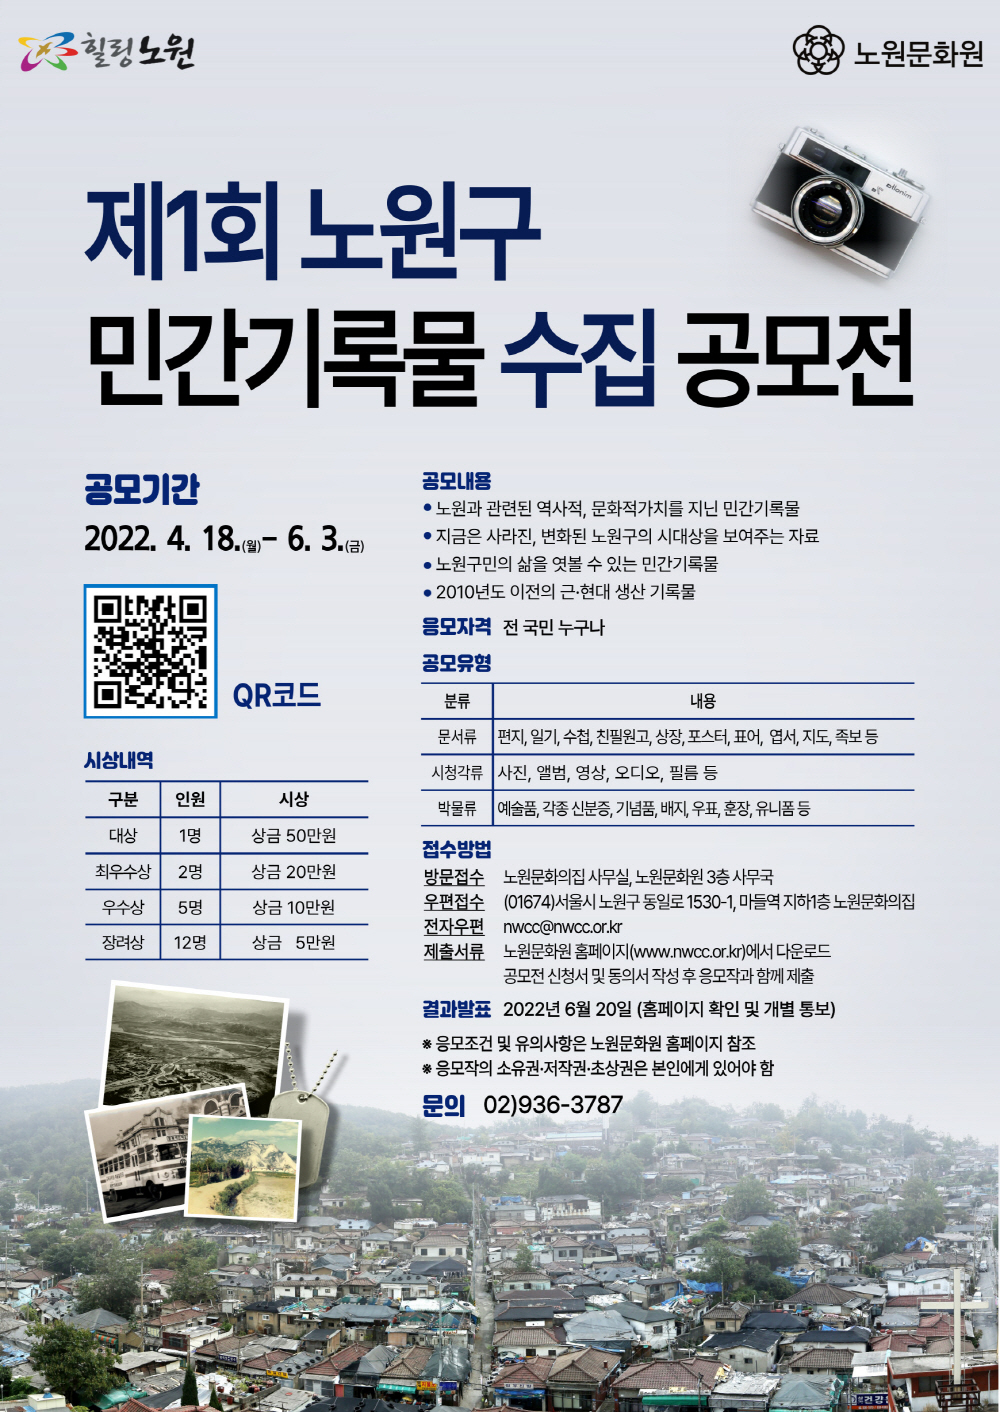 힐링노원
노원문화원
제1회 노원구
민간기록물 수집 공모전
공모기간
2022. 4. 18.(월)– 6. 3.(금)
QR코드
시상내역
구분 인원 시상
대상 1명 상금 50만원
최우수상 2명 상금 20만원
우수상 5명 상금 10만원
장려상 12명 상금 5만원
공모내용
● 노원과 관련된 역사적, 문화적가치를 지닌 민간기록물
● 지금은 사라진, 변화된 노원구의 시대상을 보여주는 자료
● 노원구민의 삶을 엿볼 수 있는 민간기록물
● 2010년도 이전의 근·현대 생산 기록물
응모자격 전 국민 누구나
공모유형
분류 내용
문서류 편지, 일기, 수첩, 친필원고, 상장, 포스터, 표어, 엽서, 지도, 족보 등
시청각류 사진, 앨범, 영상, 오디오, 필름 등
박물류 예술품, 각종 신분증, 기념품, 배지, 우표, 훈장, 유니폼 등
접수방법
방문접수 노원문화의집 사무실, 노원문화원 3층 사무국
우편접수 (01674)서울시 노원구 동일로 1530-1, 마들역 지하1층 노원문화의집
전자우편 nwcc@nwcc.or.kr
제출서류 노원문화원 홈페이지(www.nwcc.or.kr)에서 다운로드
공모전 신청서 및 동의서 작성 후 응모작과 함께 제출
결과발표 2022년 6월 20일 (홈페이지 확인 및 개별 통보)
※ 응모조건 및 유의사항은 노원문화원 홈페이지 참조
※ 응모작의 소유권·저작권·초상권은 본인에게 있어야 함
문의 02)936-3787